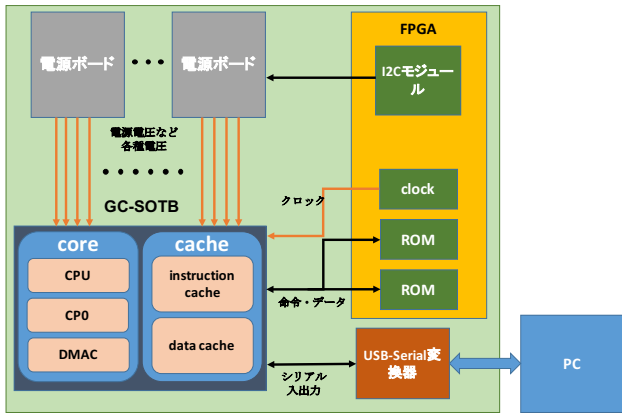 電源ボード
・・・
電源ボード
FPGA
I2Cモジュー
ル
電源電圧など
各種電圧
・・・・・・
GC-SOTB
クロック
clock
core
cache
ROM
CPU
instruction
cache
ROM
命令・データ
CP0
DMAC
data cache
シリアル
入出力
USB-Serial変
換器
PC